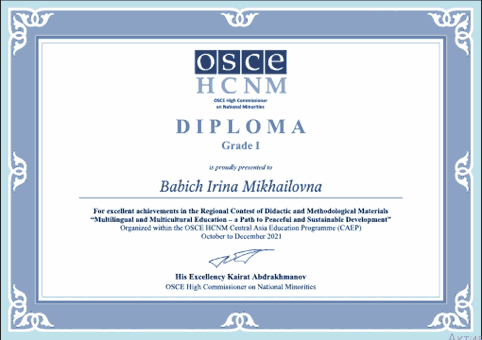 OSCE
HCNM
OSCE High Commissioner
on National Minorities
DIPLOMA
Grade I
is proudly presented to
Babich Irina Mikhailovna
For excellent achievements in the Regional Contest of Didactic and Methodological Materials
“Multilingual and Multicultural Education – a Path to Peaceful and Sustainable Development”
Organized within the OSCE HCNM Central Asia Education Programme (CAEP)
October to December 2021
His Excellency Kairat Abdrakhmanov
OSCE High Commissioner on National Minorities